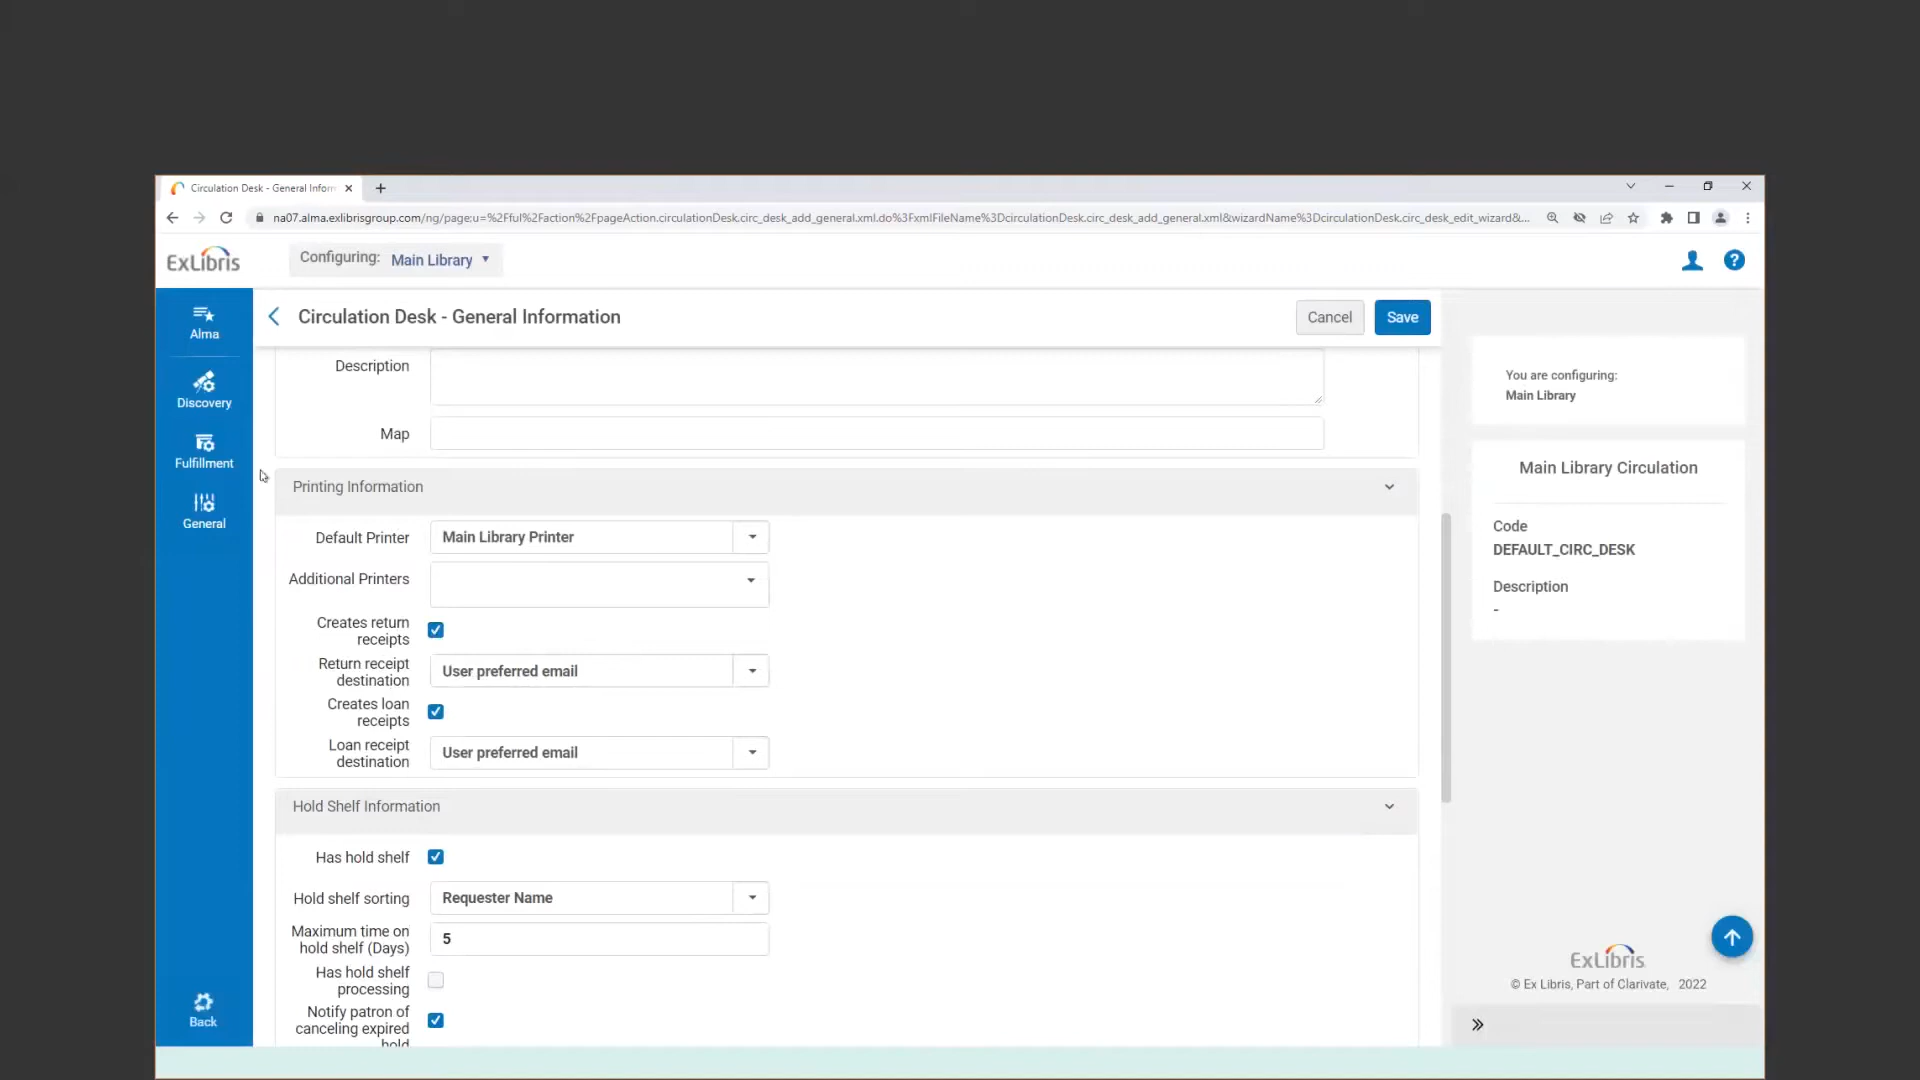 Circulation Desk - General Inform
na07.alma.exlibrisgroup.com/ng/page;u=%2Fful%2Faction%2FpageAction.circulationDesk.circ_desk_add_general.xml.do%3FxmlFileName%3DcirculationDesk.circ_desk_add_general.xml&wizardName%3DcirculationDesk.circ_desk_edit_wizard&...
ExLibris
Configuring: Main Library
Alma
Discovery
Fulfillment
General
Back
Circulation Desk - General Information
Cancel
Save
Description
Map
Printing Information
Default Printer
Main Library Printer
Additional Printers
Creates return
receipts
Return receipt
destination
User preferred email
Creates loan
receipts
Loan receipt
destination
User preferred email
Hold Shelf Information
Has hold shelf
Hold shelf sorting
Requester Name
Maximum time on
hold shelf (Days)
5
Has hold shelf
processing
Notify patron of
canceling expired
hold
You are configuring:
Main Library
Main Library Circulation
Code
DEFAULT_CIRC_DESK
Description
-
ExLibris
© Ex Libris, Part of Clarivate, 2022